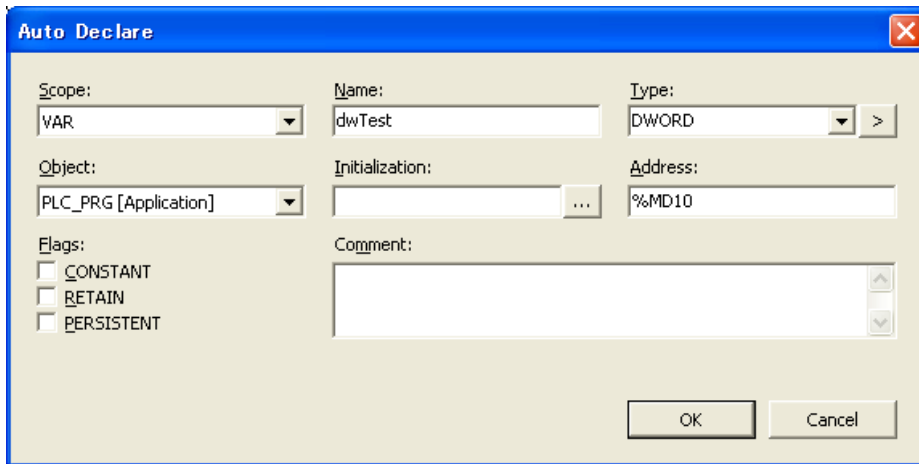 Auto Declare
Scope: Name: Type:
VAR dwTest DWORD >
Object: Initialization: Address:
PLC_PRG [Application] ... %MD10
Flags: Comment:
CONSTANT
RETAIN
PERSISTENT
OK Cancel